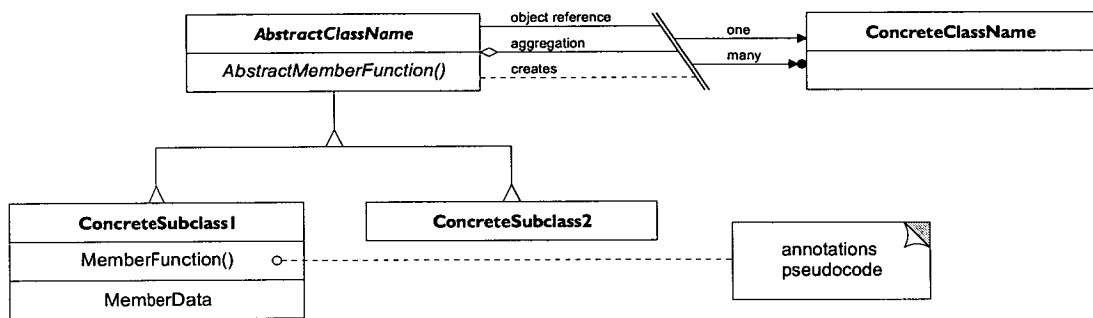 AbstractClassName
AbstractMemberFunction()
object reference
aggregation
creates
one
many
ConcreteClassName
ConcreteSubclass1
MemberFunction()
MemberData
ConcreteSubclass2
annotations
pseudocode